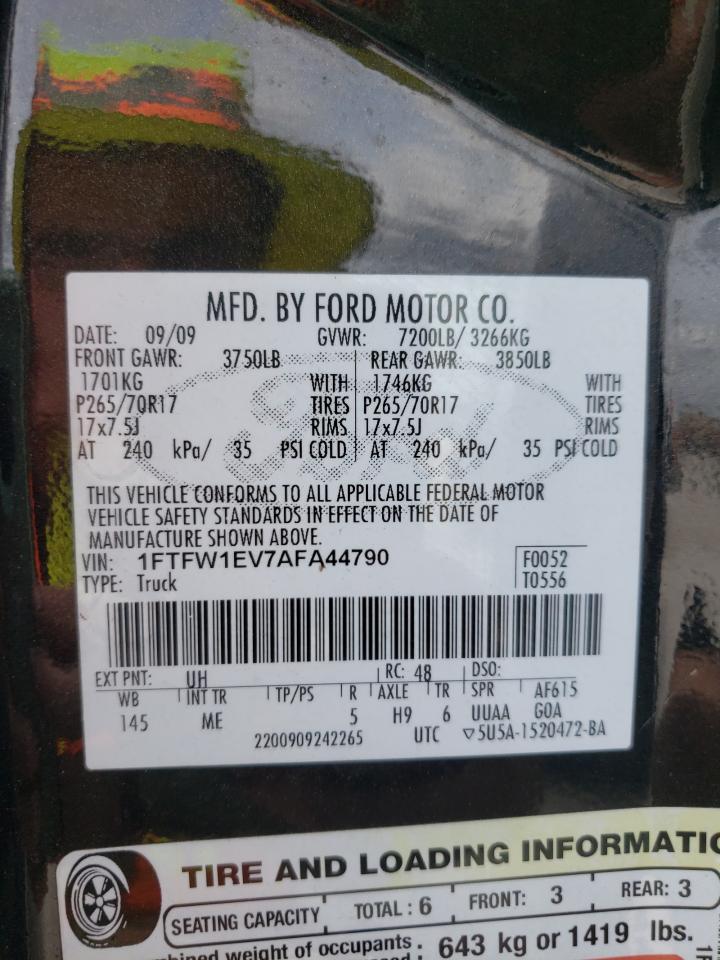 MFD. BY FORD MOTOR CO.
DATE: 09/09 GVWR: 7200LB/ 3266KG
FRONT GAWR: 3750LB REAR GAWR: 3850LB
1701KG WITH 1746KG WITH
P265/70R17 TIRES P265/70R17 TIRES
17x7.5J RIMS 17x7.5J RIMS
AT 240 kPa/ 35 PSI COLD AT 240 kPa/ 35 PSI COLD
THIS VEHICLE CONFORMS TO ALL APPLICABLE FEDERAL MOTOR
VEHICLE SAFETY STANDARDS IN EFFECT ON THE DATE OF
MANUFACTURE SHOWN ABOVE.
VIN: 1FTFW1EV7AFA44790 F0052
TYPE: Truck T0556
EXT PNT: UH RC: 48 DSO:
WB INT TR TP/PS R AXLE TR SPR AF615
145 ME 5 H9 6 UUAA GOA
2200909242265 UTC ▽5U5A-1520472-BA
TIRE AND LOADING INFORMATIO
SEATING CAPACITY TOTAL : 6 FRONT: 3 REAR: 3
weight of occupants 643 kg or 1419 lbs.